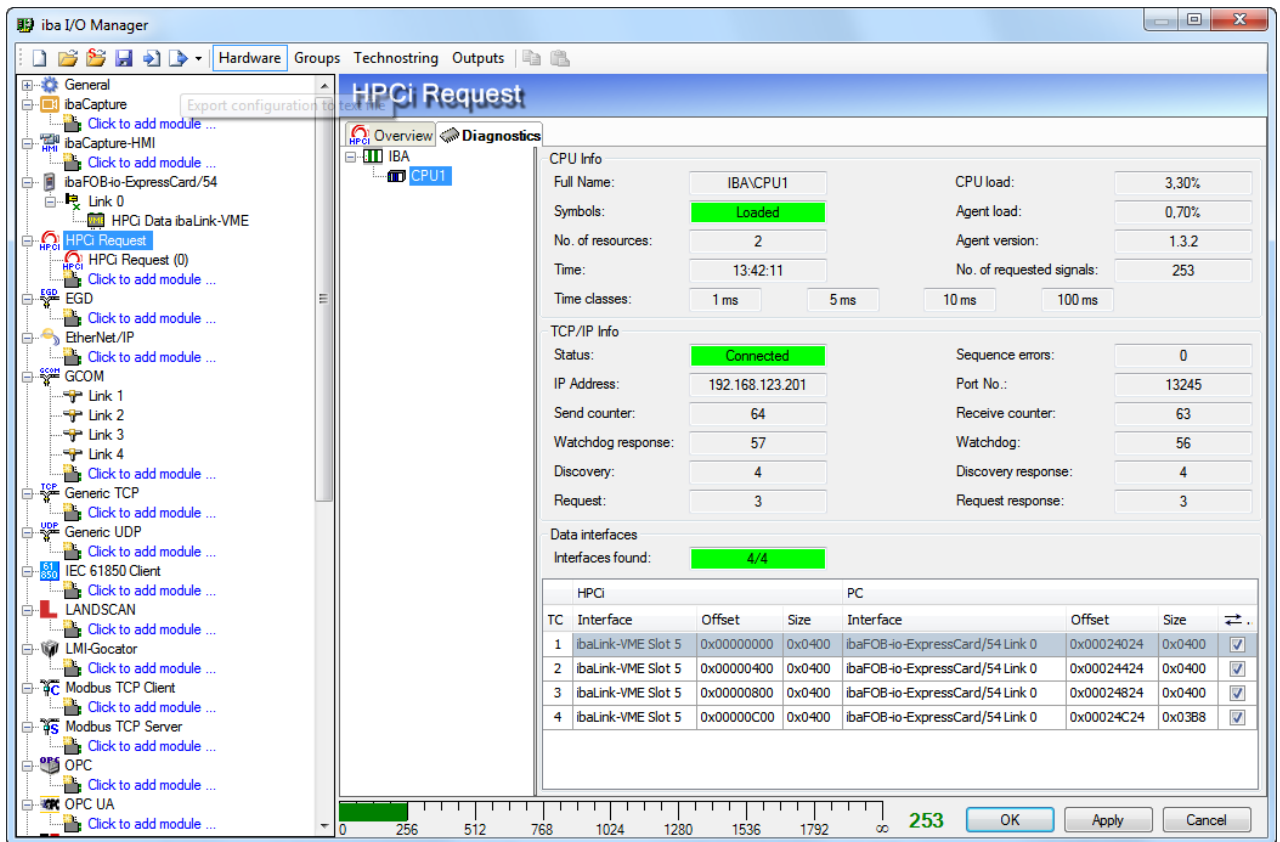 iba I/O Manager
Hardware Groups Technostring Outputs
General
ibaCapture
Click to add module ...
ibaCapture-HMI
Click to add module ...
ibaFOB-io-ExpressCard/54
Link 0
HPCi Data ibaLink-VME
HPCi Request
HPCi Request (0)
Click to add module ...
EGD
Click to add module ...
EtherNet/IP
Click to add module ...
GCOM
Link 1
Link 2
Link 3
Link 4
Click to add module ...
Generic TCP
Click to add module ...
Generic UDP
Click to add module ...
IEC 61850 Client
Click to add module ...
LANDSCAN
Click to add module ...
LMI-Gocator
Click to add module ...
Modbus TCP Client
Click to add module ...
Modbus TCP Server
Click to add module ...
OPC
Click to add module ...
OPC UA
Click to add module ...
Export configuration to text file
HPCi Request
Overview Diagnostics
IBA
CPU1
CPU Info
Full Name: IBA\CPU1 CPU load: 3,30%
Symbols: Loaded Agent load: 0,70%
No. of resources: 2 Agent version: 1.3.2
Time: 13:42:11 No. of requested signals: 253
Time classes: 1 ms 5 ms 10 ms 100 ms
TCP/IP Info
Status: Connected Sequence errors: 0
IP Address: 192.168.123.201 Port No.: 13245
Send counter: 64 Receive counter: 63
Watchdog response: 57 Watchdog: 56
Discovery: 4 Discovery response: 4
Request: 3 Request response: 3
Data interfaces
Interfaces found: 4/4
HPCi PC
TC Interface Offset Size Interface Offset Size
1 ibaLink-VME Slot 5 0x00000000 0x0400 ibaFOB-io-ExpressCard/54 Link 0 0x00024024 0x0400
2 ibaLink-VME Slot 5 0x00000400 0x0400 ibaFOB-io-ExpressCard/54 Link 0 0x00024424 0x0400
3 ibaLink-VME Slot 5 0x00000800 0x0400 ibaFOB-io-ExpressCard/54 Link 0 0x00024824 0x0400
4 ibaLink-VME Slot 5 0x00000C00 0x0400 ibaFOB-io-ExpressCard/54 Link 0 0x00024C24 0x03B8
0 256 512 768 1024 1280 1536 1792 ∞ 253 OK Apply Cancel